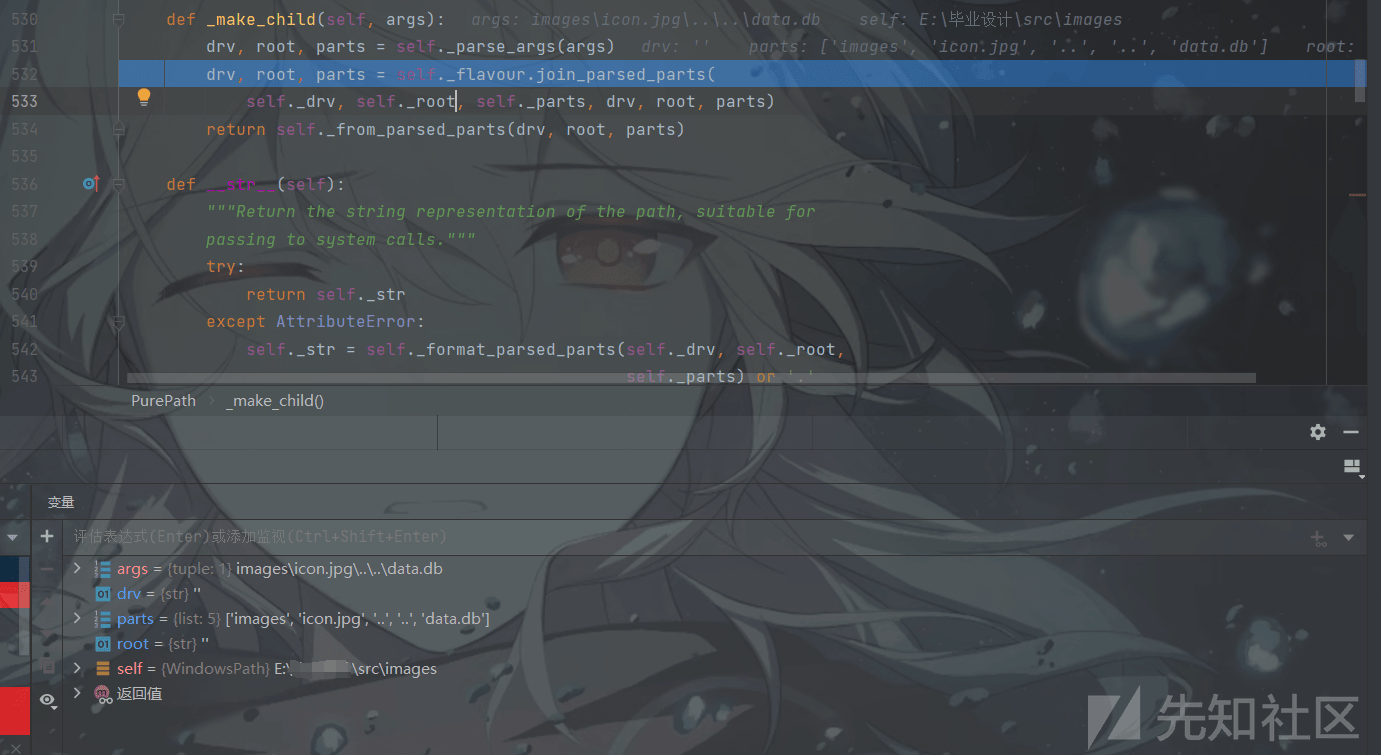 530 def _make_child(self, args): args: images\icon.jpg\..\..\data.db self: E:\毕业设计\src\images
531 drv, root, parts = self._parse_args(args) drv: '' parts: ['images', 'icon.jpg', '..', '..', 'data.db'] root:
532 drv, root, parts = self._flavour.join_parsed_parts(
533 self._drv, self._root, self._parts, drv, root, parts)
534 return self._from_parsed_parts(drv, root, parts)
535
536 def __str__(self):
537 """Return the string representation of the path, suitable for
538 passing to system calls."""
539 try:
540 return self._str
541 except AttributeError:
542 self._str = self._format_parsed_parts(self._drv, self._root,
543 self._parts) or '.'
PurePath › _make_child()
变量
评估表达式(Enter)或添加监视(Ctrl+Shift+Enter)
args = {tuple: 1} images\icon.jpg\..\..\data.db
01 drv = {str} ''
parts = {list: 5} ['images', 'icon.jpg', '..', '..', 'data.db']
01 root = {str} ''
self = {WindowsPath} E:\ \src\images
返回值
先知社区